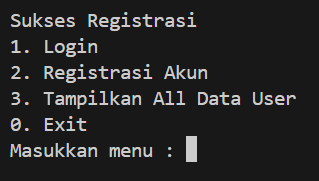 Sukses Registrasi
1. Login
2. Registrasi Akun
3. Tampilkan All Data User
0. Exit
Masukkan menu :